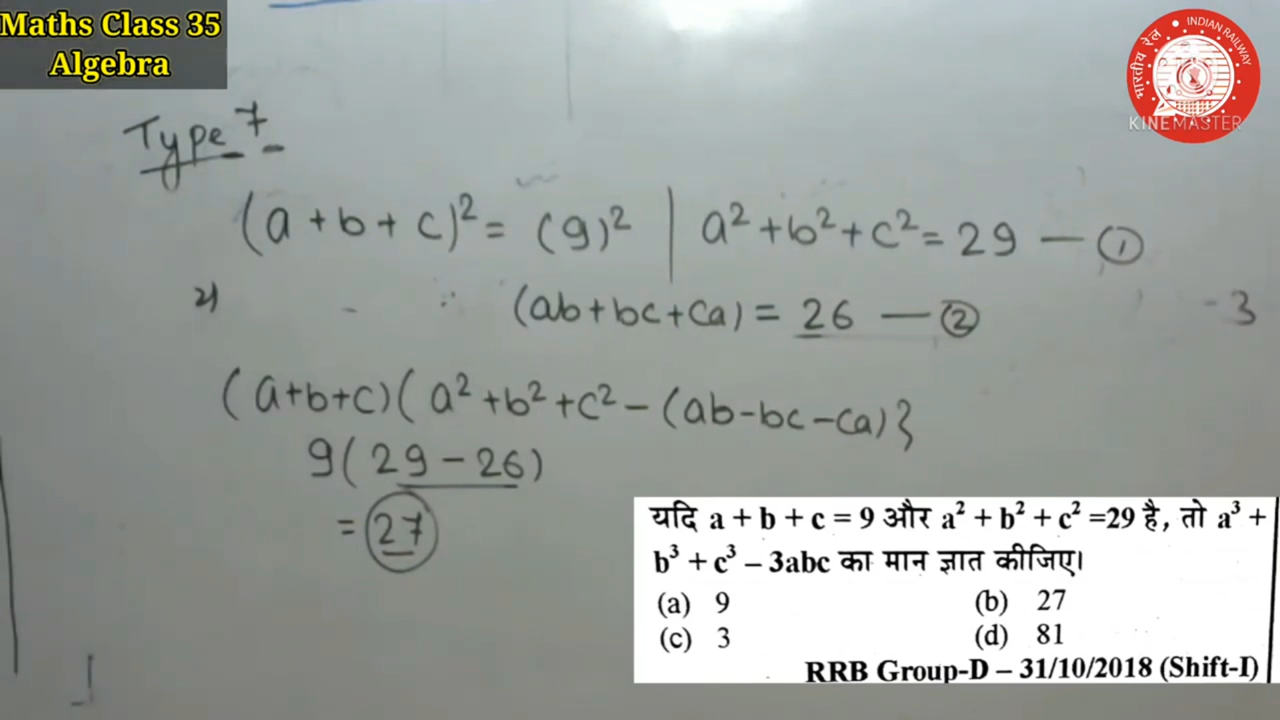 Maths Class 35
Algebra
भारतीय रेल INDIAN RAILWAY
KINEMASTER
Type 7
(a + b + c)² = (9)² | a² + b² + c² = 29 — ①
(ab + bc + ca) = 26 — ②
- 3
(a+b+c)(a² + b² + c² - (ab - bc - ca)}
9(29 - 26)
= 27
यदि a + b + c = 9 और a² + b² + c² =29 है, तो a³ +
b³ + c³ – 3abc का मान ज्ञात कीजिए।
(a) 9 (b) 27
(c) 3 (d) 81
RRB Group-D – 31/10/2018 (Shift-I)